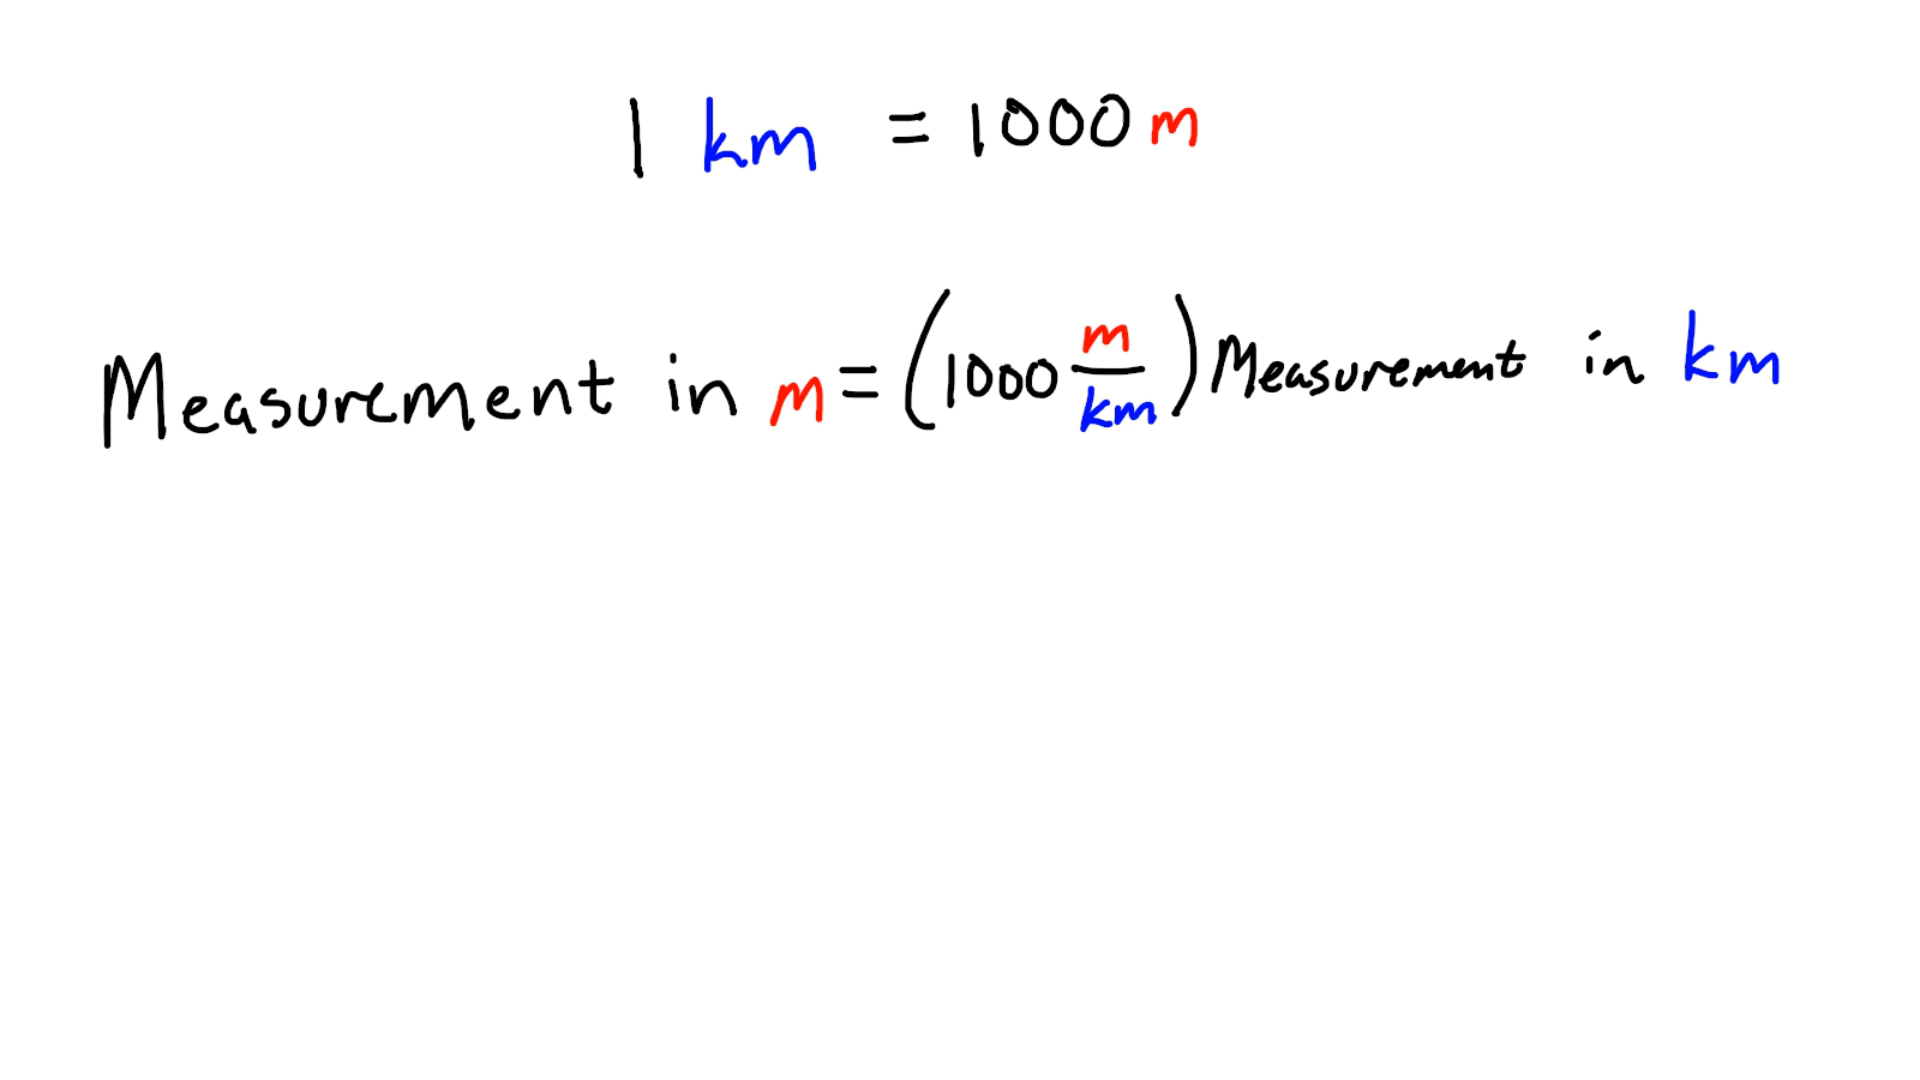 1 km = 1000 m
Measurement in m = (1000 m/km) Measurement in km